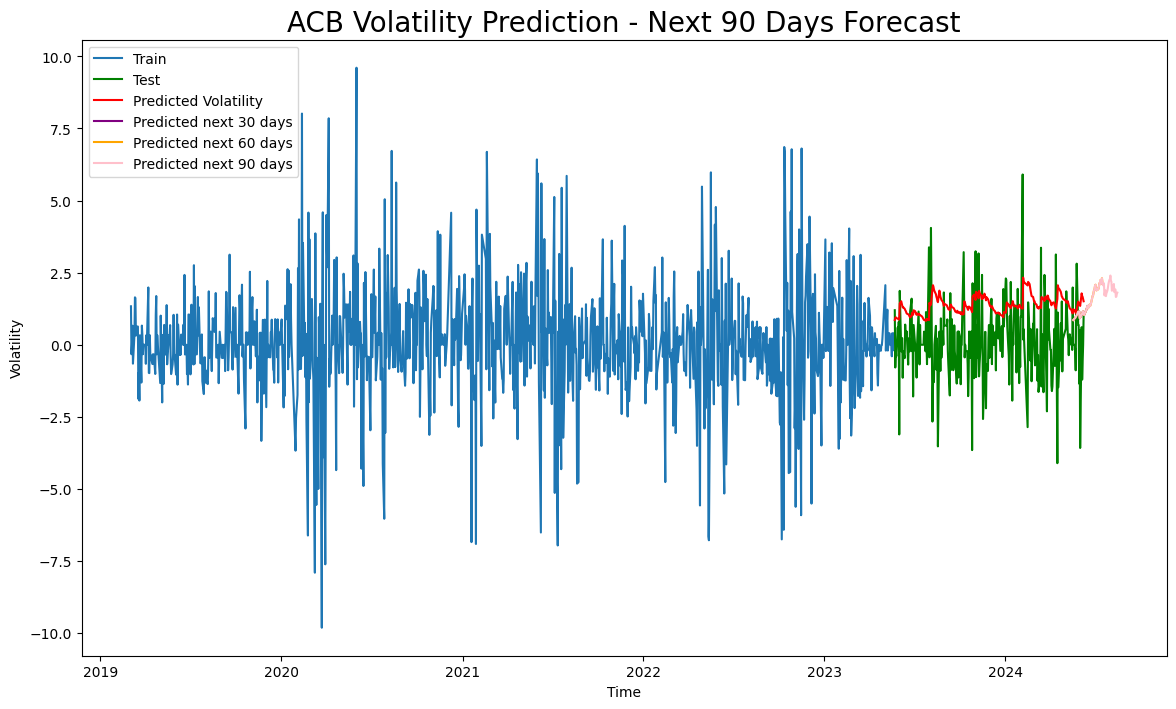 ACB Volatility Prediction - Next 90 Days Forecast
Train
Test
Predicted Volatility
Predicted next 30 days
Predicted next 60 days
Predicted next 90 days
Volatility
10.0
7.5
5.0
2.5
0.0
−2.5
−5.0
−7.5
−10.0
2019 2020 2021 2022 2023 2024
Time